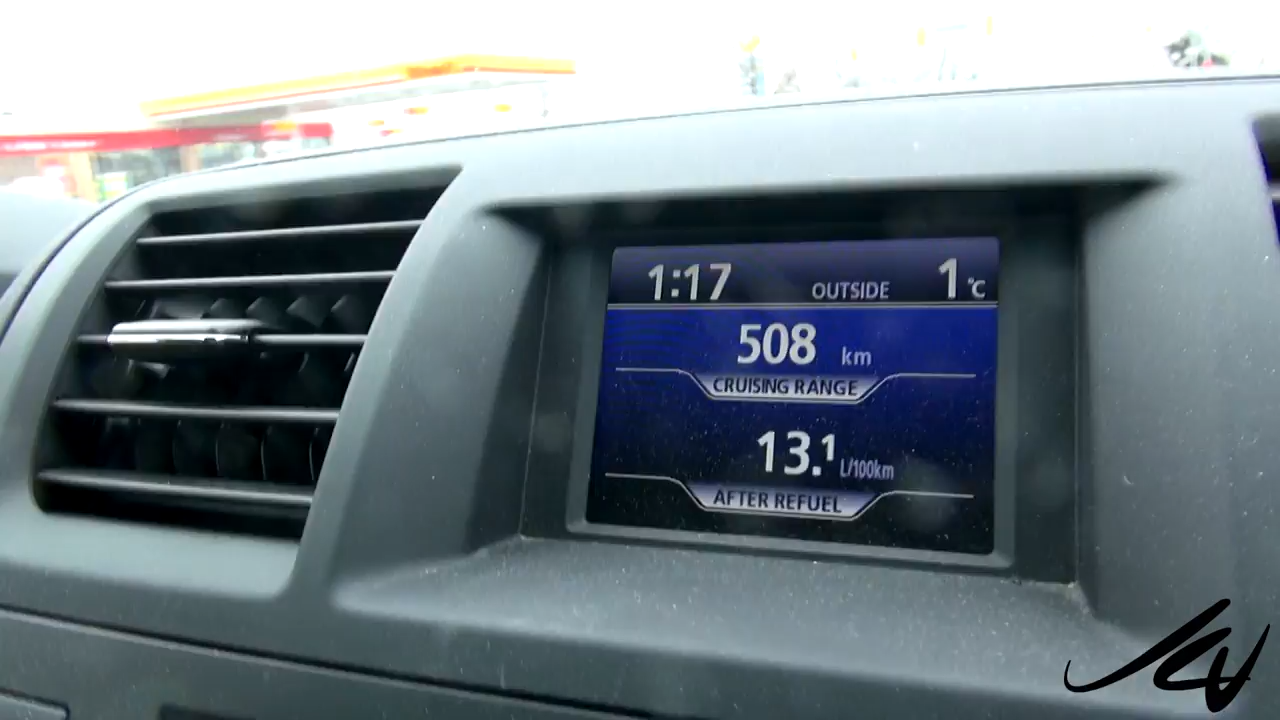 1:17 OUTSIDE 1°C
508 km
CRUISING RANGE
13.1 L/100km
AFTER REFUEL